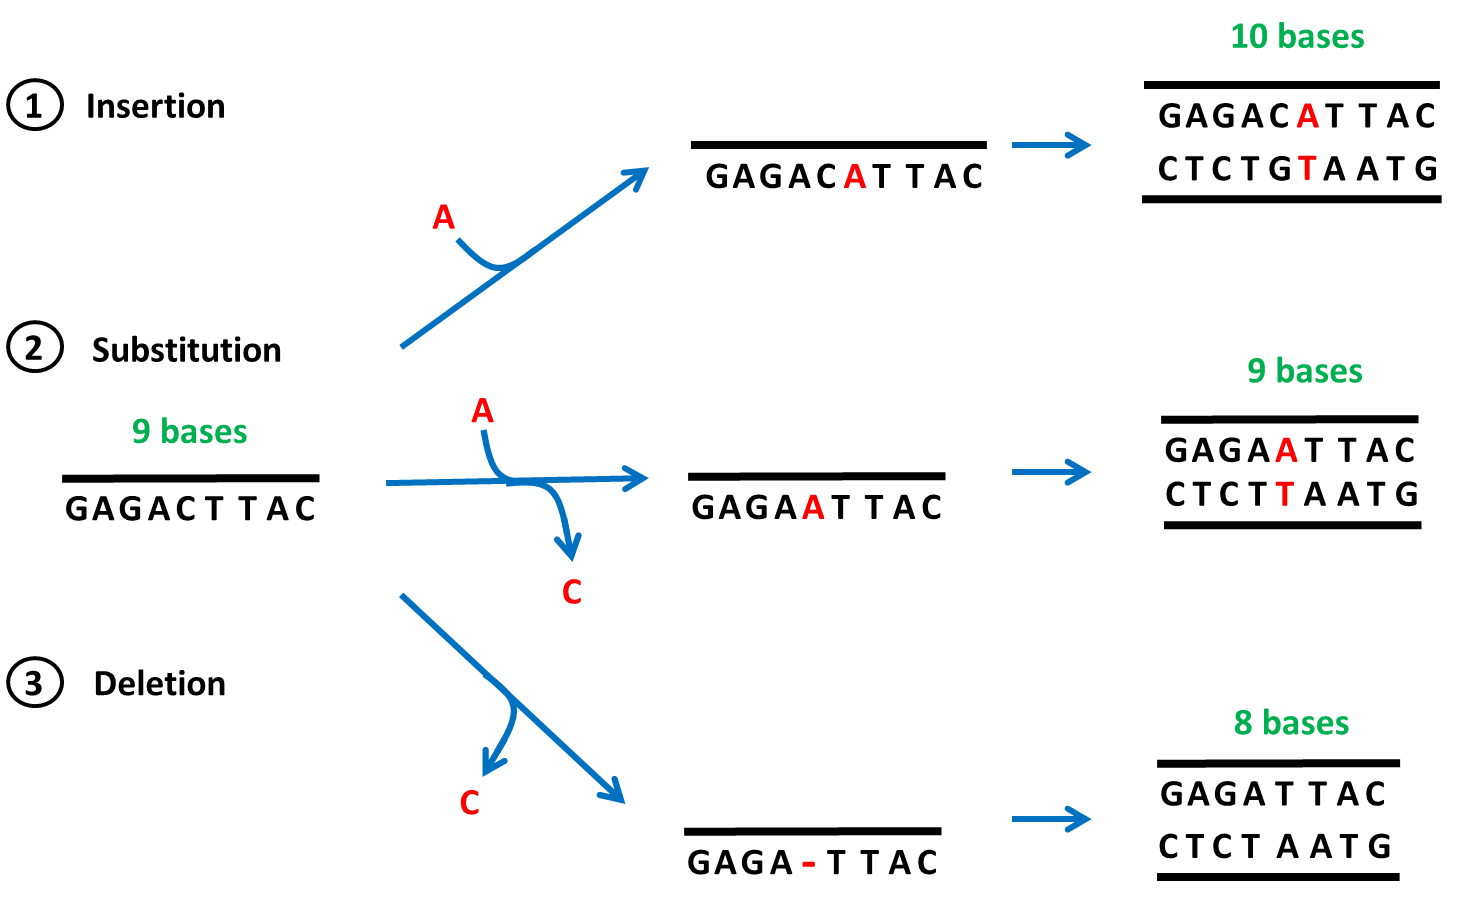 10 bases
1 Insertion
GAGACATTAC
CTCTGTAATG
GAGACATTAC
A
2 Substitution
9 bases
A
9 bases
GAGAATTAC
CTCTTAATG
GAGACTTAC
GAGAATTAC
C
3 Deletion
8 bases
C
GAGATTAC
CTCTAATG
GAGA-TTAC